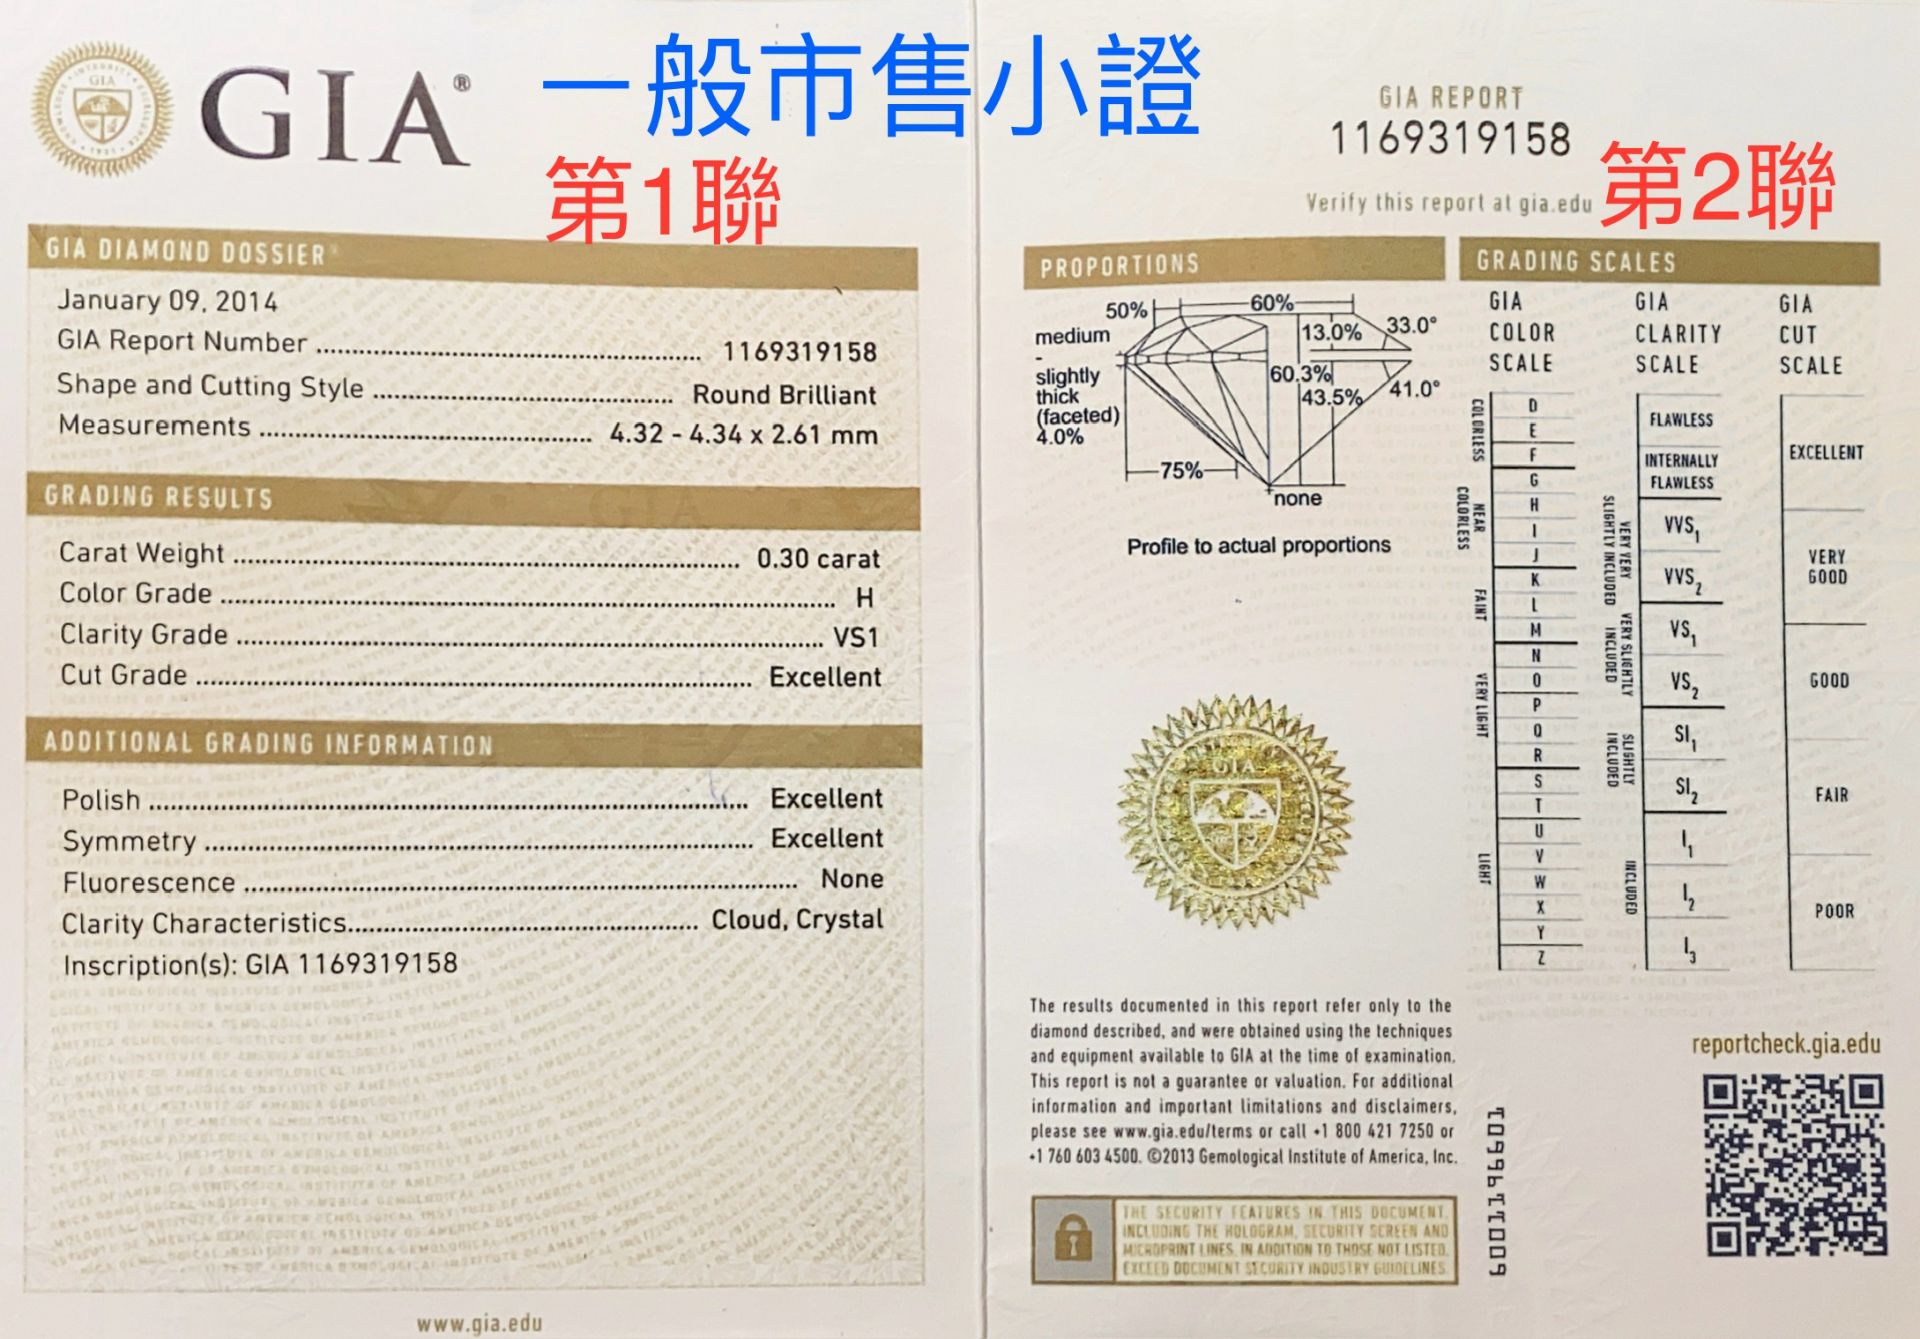 GIA®
一般市售小證
第1聯
GIA DIAMOND DOSSIER®
January 09, 2014
GIA Report Number ........ 1169319158
Shape and Cutting Style ........ Round Brilliant
Measurements ........ 4.32 - 4.34 x 2.61 mm
GRADING RESULTS
Carat Weight ........ 0.30 carat
Color Grade ........ H
Clarity Grade ........ VS1
Cut Grade ........ Excellent
ADDITIONAL GRADING INFORMATION
Polish ........ Excellent
Symmetry ........ Excellent
Fluorescence ........ None
Clarity Characteristics ........ Cloud, Crystal
Inscription(s): GIA 1169319158
www.gia.edu
GIA REPORT
1169319158
Verify this report at gia.edu
第2聯
PROPORTIONS
50%
60%
medium
-
slightly
thick
(faceted)
4.0%
13.0%
33.0°
60.3%
43.5%
41.0°
75%
none
Profile to actual proportions
GIA
The results documented in this report refer only to the
diamond described, and were obtained using the techniques
and equipment available to GIA at the time of examination.
This report is not a guarantee or valuation. For additional
information and important limitations and disclaimers,
please see www.gia.edu/terms or call +1 800 421 7250 or
+1 760 603 4500. ©2013 Gemological Institute of America, Inc.
THE SECURITY FEATURES IN THIS DOCUMENT,
INCLUDING THE HOLOGRAM, SECURITY SCREEN AND
MICROPRINT LINES, IN ADDITION TO THOSE NOT LISTED,
EXCEED DOCUMENT SECURITY INDUSTRY GUIDELINES.
GRADING SCALES
GIA
COLOR
SCALE
COLORLESS
D
E
F
NEAR
COLORLESS
G
H
I
J
FAINT
K
L
M
VERY LIGHT
N
O
P
Q
R
LIGHT
S
T
U
V
W
X
Y
Z
GIA
CLARITY
SCALE
FLAWLESS
INTERNALLY
FLAWLESS
VERY VERY
SLIGHTLY INCLUDED
VVS1
VVS2
VERY SLIGHTLY
INCLUDED
VS1
VS2
SLIGHTLY
INCLUDED
SI1
SI2
INCLUDED
I1
I2
I3
GIA
CUT
SCALE
EXCELLENT
VERY
GOOD
GOOD
FAIR
POOR
reportcheck.gia.edu